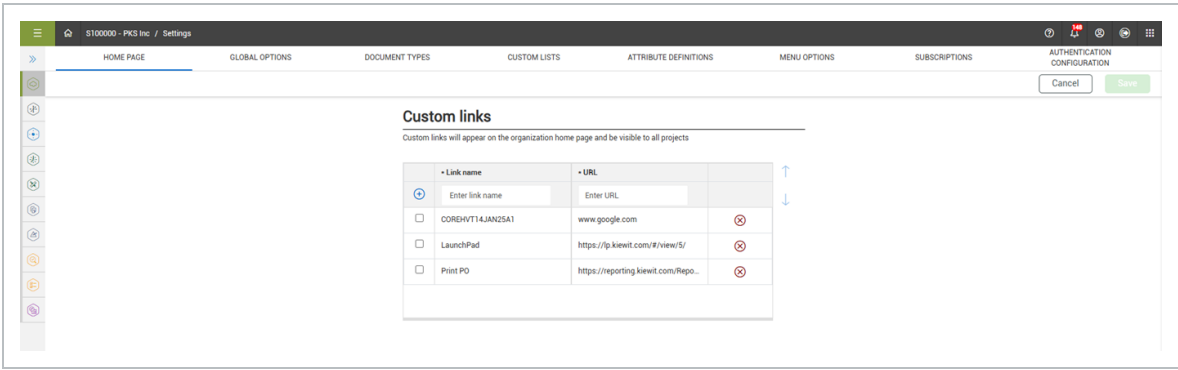 S100000 - PKS Inc / Settings
148
HOME PAGE
GLOBAL OPTIONS
DOCUMENT TYPES
CUSTOM LISTS
ATTRIBUTE DEFINITIONS
MENU OPTIONS
SUBSCRIPTIONS
AUTHENTICATION
CONFIGURATION
Cancel
Save
Custom links
Custom links will appear on the organization home page and be visible to all projects
• Link name • URL
Enter link name Enter URL
COREHVT14JAN25A1 www.google.com
LaunchPad https://lp.kiewit.com/#/view/5/
Print PO https://reporting.kiewit.com/Repo...